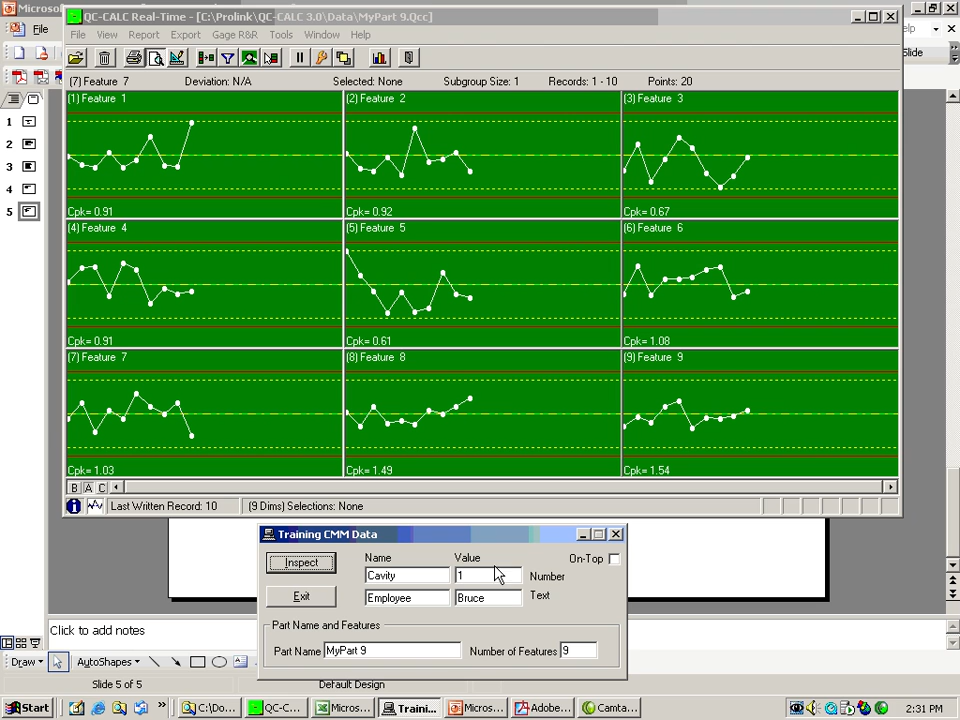 Microsoft
QC-CALC Real-Time - [C:\Prolink\QC-CALC 3.0\Data\MyPart 9.Qcc]
File
File View Report Export Gage R&R Tools Window Help
Slide
(7) Feature 7 Deviation: N/A Selected: None Subgroup Size: 1 Records: 1 - 10 Points: 20
(1) Feature 1 (2) Feature 2 (3) Feature 3
1
2
3
4
5
Cpk= 0.91 Cpk= 0.92 Cpk= 0.67
(4) Feature 4 (5) Feature 5 (6) Feature 6
Cpk= 0.91 Cpk= 0.61 Cpk= 1.08
(7) Feature 7 (8) Feature 8 (9) Feature 9
Cpk= 1.03 Cpk= 1.49 Cpk= 1.54
B A C
Last Written Record: 10 (9 Dims) Selections: None
Training CMM Data
Name Value On-Top
Inspect
Cavity 1 Number
Exit
Employee Bruce Text
Part Name and Features
Part Name MyPart 9 Number of Features 9
Click to add notes
Draw AutoShapes
Slide 5 of 5 Default Design
Start C:\Do... QC-C... Micros... Traini... Micros... Adobe... Camta... 2:31 PM